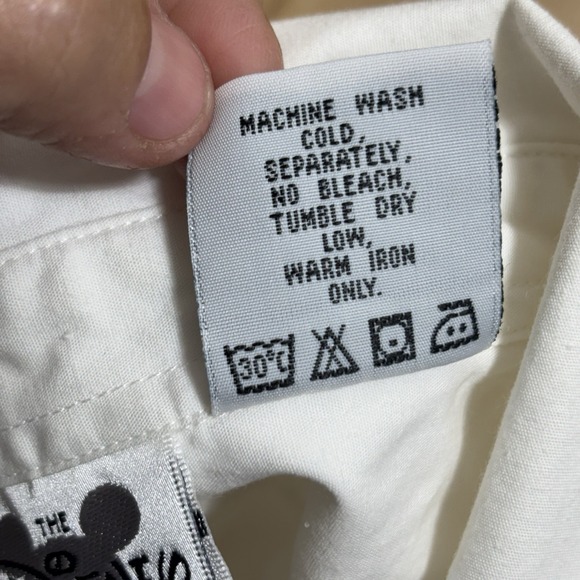 MACHINE WASH
COLD,
SEPARATELY,
NO BLEACH,
TUMBLE DRY
LOW,
WARM IRON
ONLY.
30°C
THE